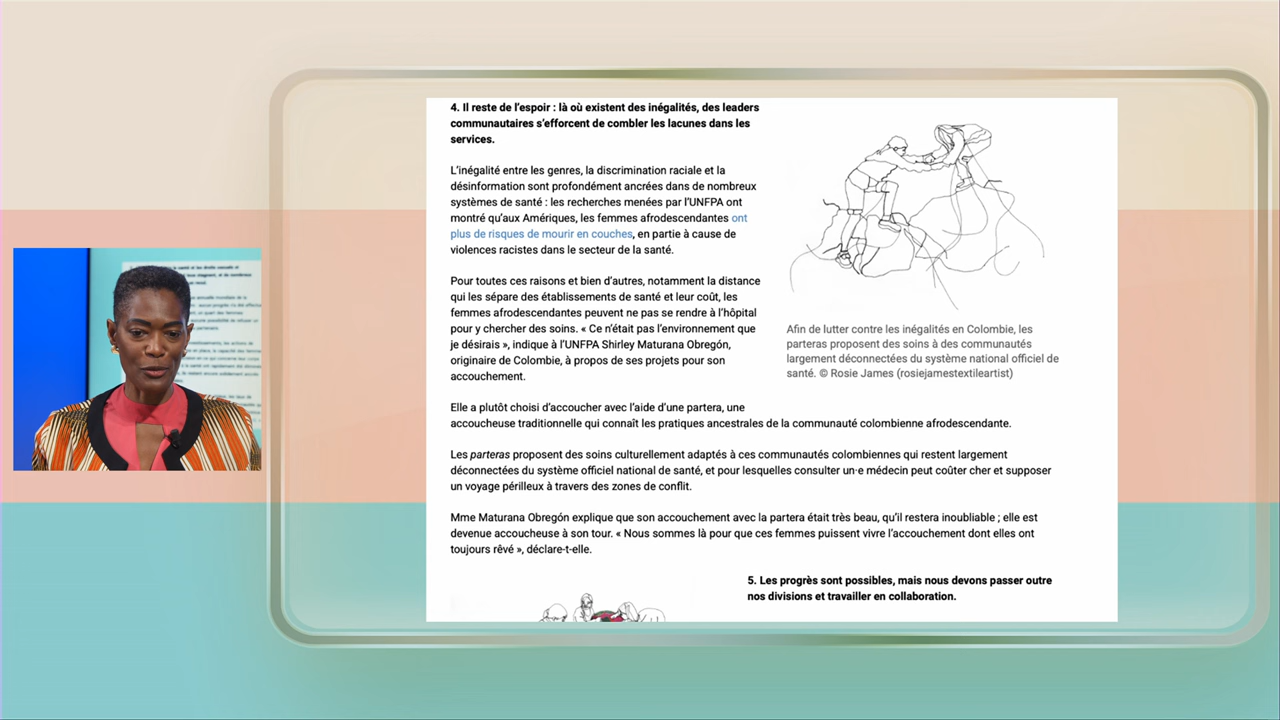 4. Il reste de l'espoir : là où existent des inégalités, des leaders
communautaires s'efforcent de combler les lacunes dans les
services.
L'inégalité entre les genres, la discrimination raciale et la
désinformation sont profondément ancrées dans de nombreux
systèmes de santé : les recherches menées par l'UNFPA ont
montré qu'aux Amériques, les femmes afrodescendantes ont
plus de risques de mourir en couches, en partie à cause de
violences racistes dans le secteur de la santé.
Pour toutes ces raisons et bien d'autres, notamment la distance
qui les sépare des établissements de santé et leur coût, les
femmes afrodescendantes peuvent ne pas se rendre à l'hôpital
pour y chercher des soins. « Ce n'était pas l'environnement que
je désirais », indique à l'UNFPA Shirley Maturana Obregón,
originaire de Colombie, à propos de ses projets pour son
accouchement.
Afin de lutter contre les inégalités en Colombie, les
parteras proposent des soins à des communautés
largement déconnectées du système national officiel de
santé. © Rosie James (rosiejamestextileartist)
Elle a plutôt choisi d'accoucher avec l'aide d'une partera, une
accoucheuse traditionnelle qui connaît les pratiques ancestrales de la communauté colombienne afrodescendante.
Les parteras proposent des soins culturellement adaptés à ces communautés colombiennes qui restent largement
déconnectées du système officiel national de santé, et pour lesquelles consulter un·e médecin peut coûter cher et supposer
un voyage périlleux à travers des zones de conflit.
Mme Maturana Obregón explique que son accouchement avec la partera était très beau, qu'il restera inoubliable ; elle est
devenue accoucheuse à son tour. « Nous sommes là pour que ces femmes puissent vivre l'accouchement dont elles ont
toujours rêvé », déclare-t-elle.
5. Les progrès sont possibles, mais nous devons passer outre
nos divisions et travailler en collaboration.